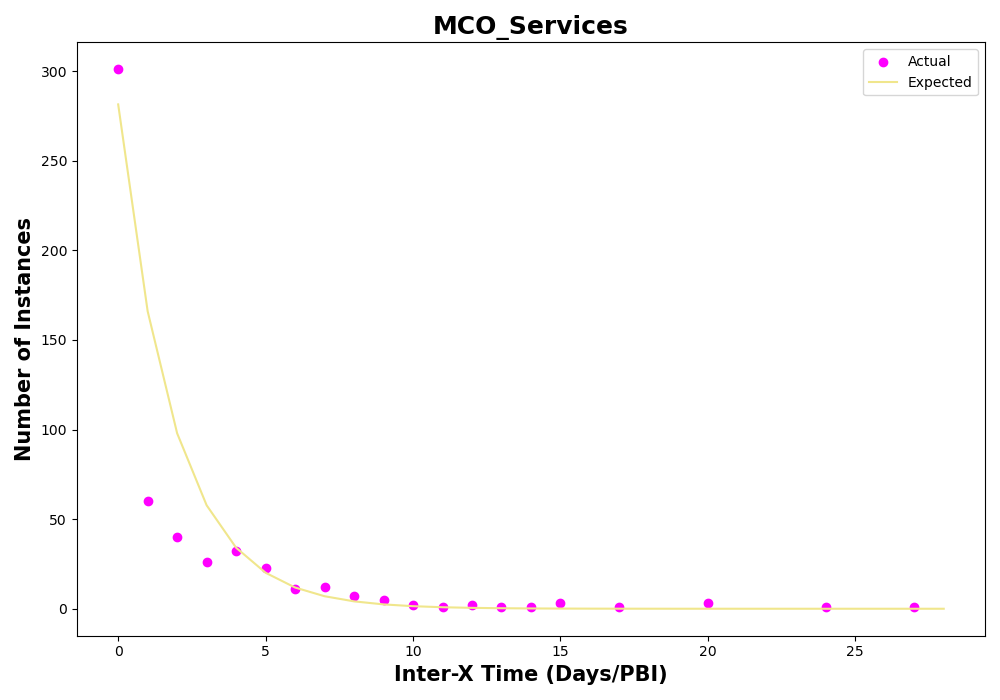 MCO_Services
Actual
Expected
Number of Instances
300
250
200
150
100
50
0
0 5 10 15 20 25
Inter-X Time (Days/PBI)